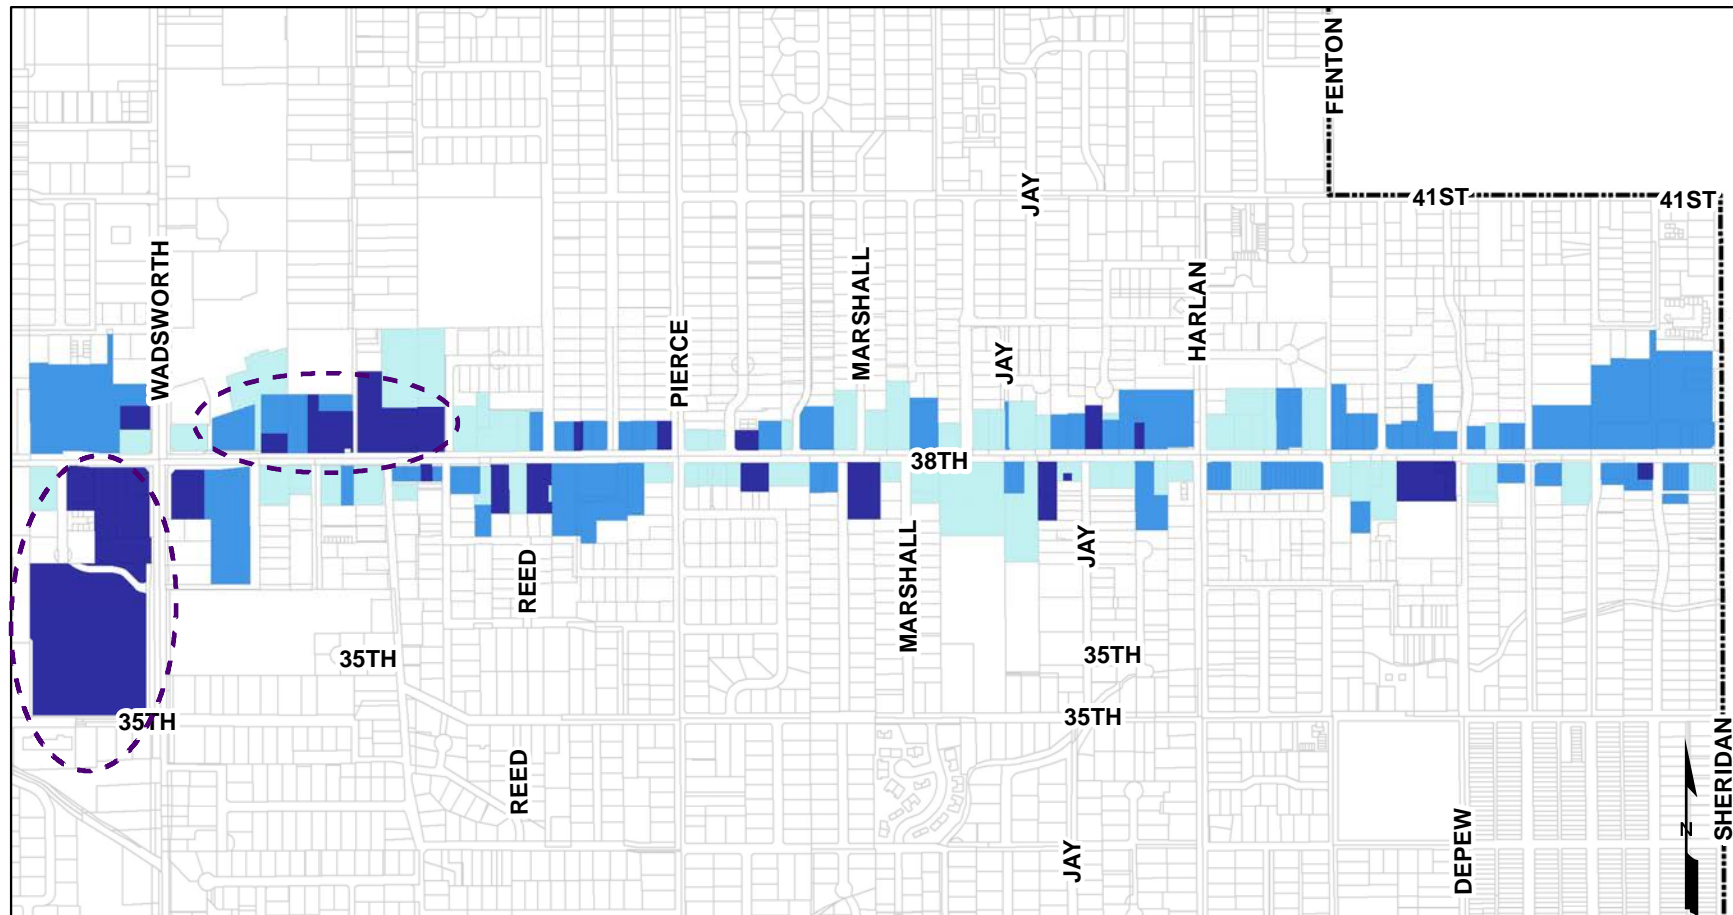 FENTON
JAY
41ST
41ST
WADSWORTH
MARSHALL
HARLAN
PIERCE
JAY
38TH
MARSHALL
JAY
REED
35TH
35TH
35TH
35TH
REED
SHERIDAN
DEPEW
JAY
N